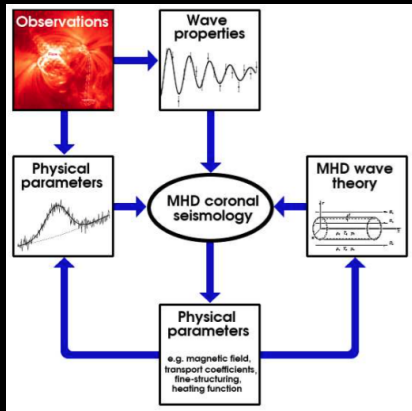 Observations
Wave
properties
Physical
parameters
MHD coronal
seismology
MHD wave
theory
Physical
parameters
e.g. magnetic field,
transport coefficients,
fine-structuring,
heating function